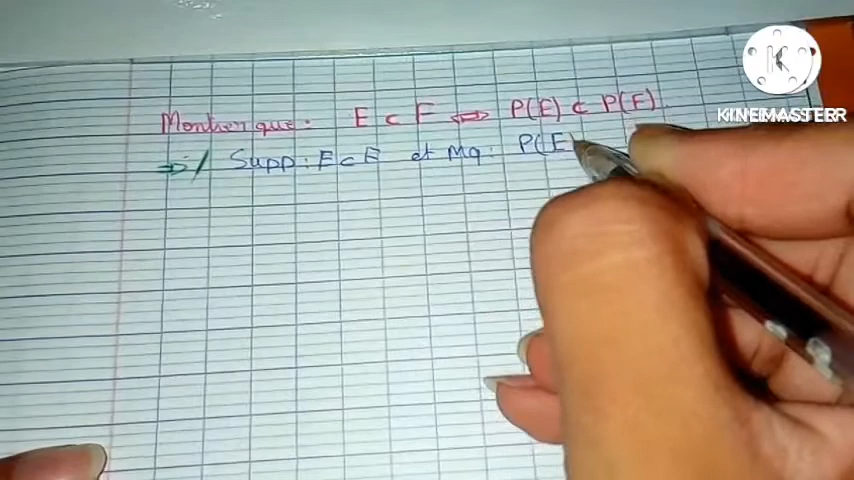 KINEMASTER
Montrer que: E ⊂ F ⟺ P(E) ⊂ P(F)
⇒ / Supp: E ⊂ F et Mq: P(E)